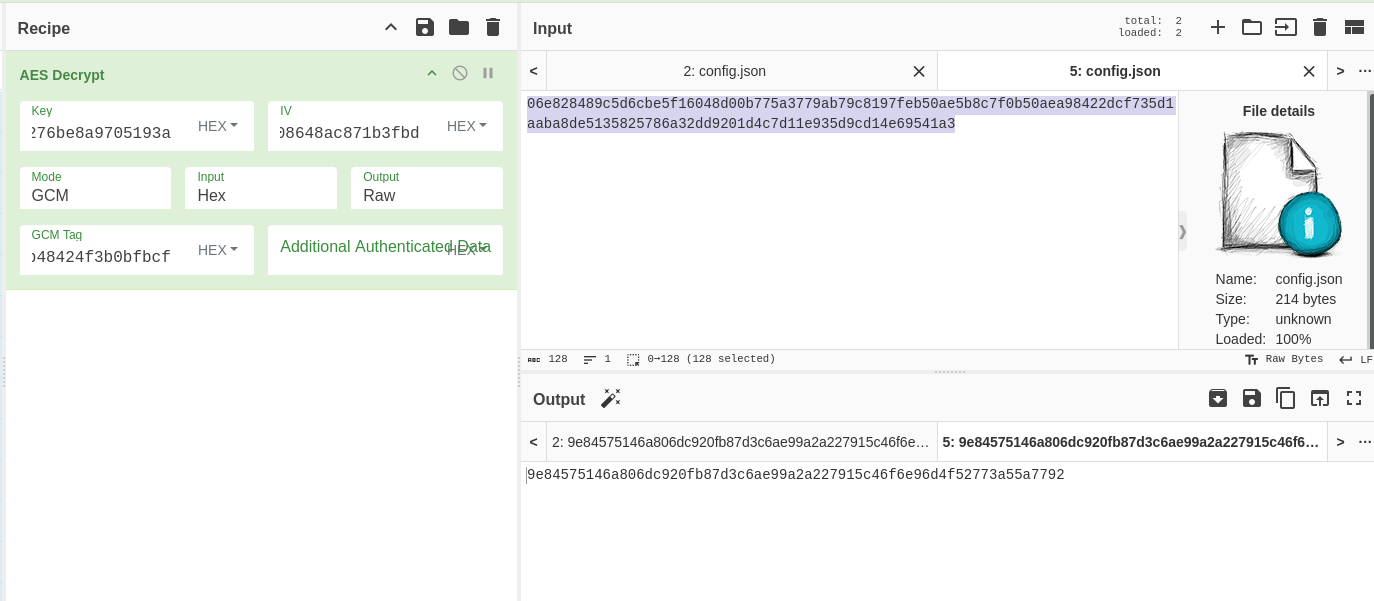 Recipe
AES Decrypt
Key
276be8a9705193a
HEX
IV
98648ac871b3fbd
HEX
Mode
GCM
Input
Hex
Output
Raw
GCM Tag
b48424f3b0bfbcf
HEX
Additional Authenticated Data
HEX
Input
total: 2
loaded: 2
<
2: config.json
5: config.json
>
...
06e828489c5d6cbe5f16048d00b775a3779ab79c8197feb50ae5b8c7f0b50aea98422dcf735d1
aaba8de5135825786a32dd9201d4c7d11e935d9cd14e69541a3
File details
Name: config.json
Size: 214 bytes
Type: unknown
Loaded: 100%
ABC 128
1
0→128 (128 selected)
Raw Bytes
LF
Output
<
2: 9e84575146a806dc920fb87d3c6ae99a2a227915c46f6e...
5: 9e84575146a806dc920fb87d3c6ae99a2a227915c46f6...
>
...
9e84575146a806dc920fb87d3c6ae99a2a227915c46f6e96d4f52773a55a7792